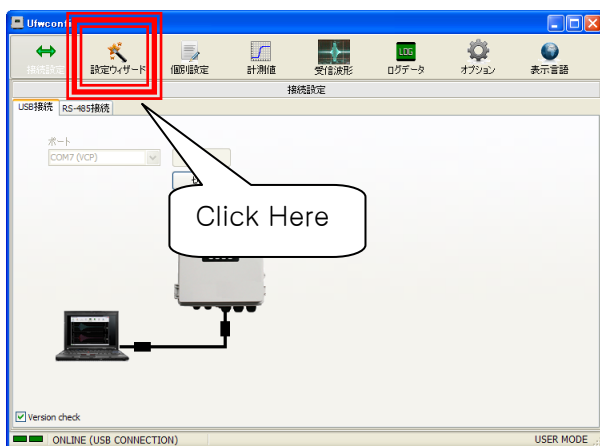 Ufwconfi
接続設定
設定ウィザード
個別設定
計測値
受信波形
LOG
ログデータ
オプション
表示言語
接続設定
USB接続
RS-485接続
ポート
COM7 (VCP)
Click Here
Version check
ONLINE (USB CONNECTION)
USER MODE